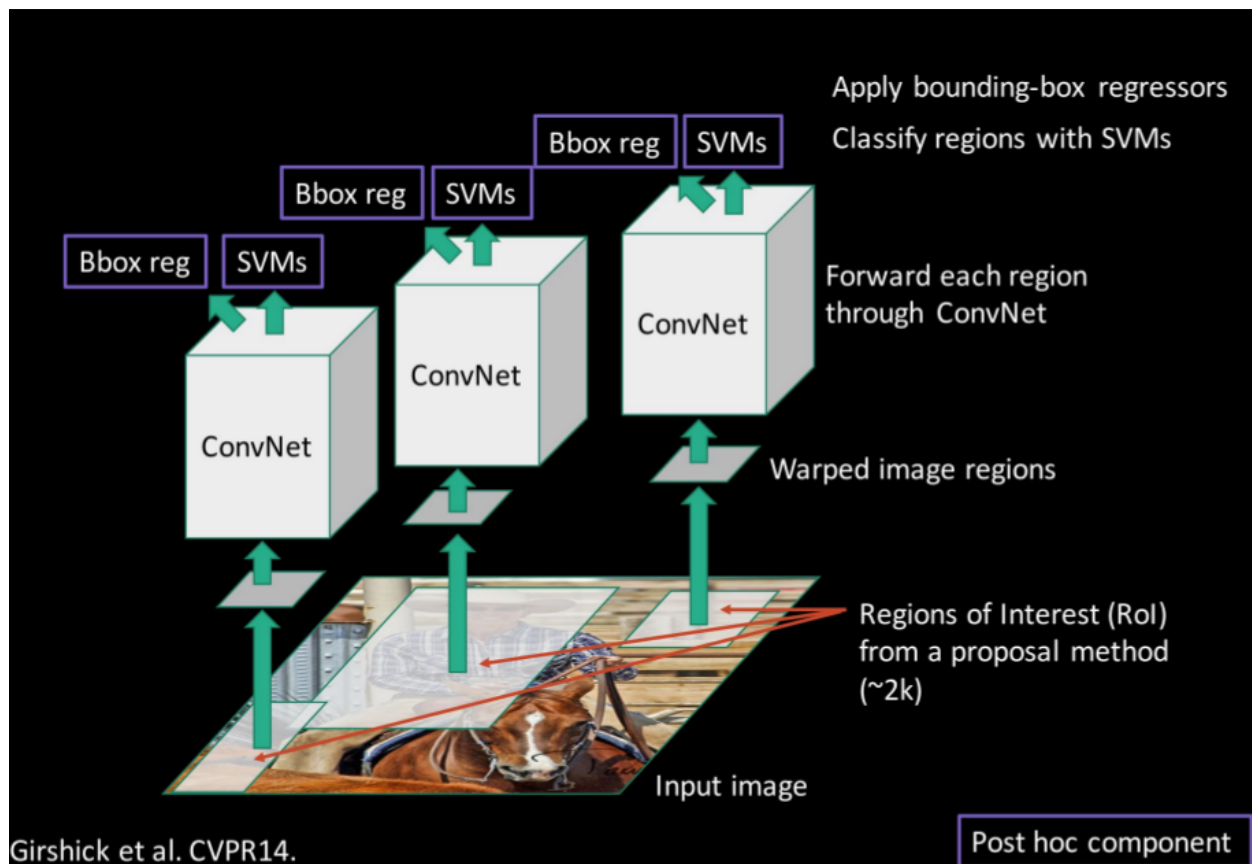 Apply bounding-box regressors
Bbox reg
SVMs
Classify regions with SVMs
Bbox reg
SVMs
Bbox reg
SVMs
Forward each region
through ConvNet
ConvNet
ConvNet
ConvNet
Warped image regions
Regions of Interest (RoI)
from a proposal method
(~2k)
Input image
Girshick et al. CVPR14.
Post hoc component